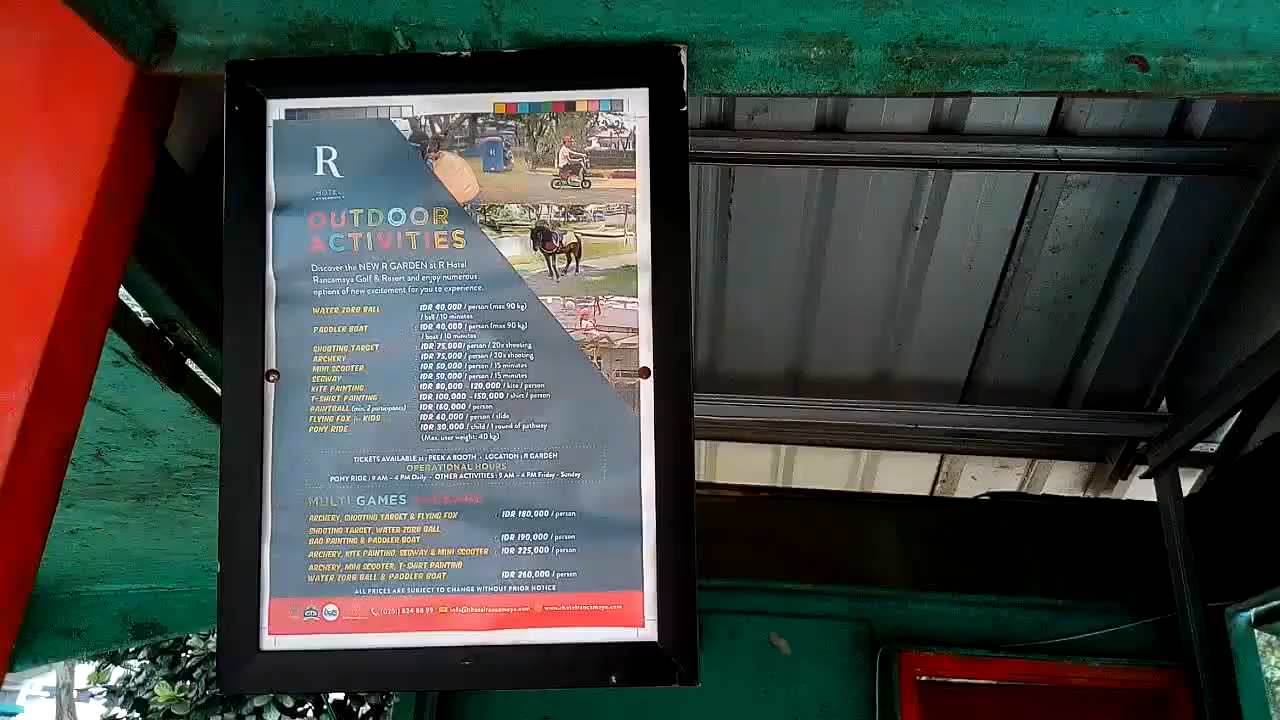 R
HOTEL
OUTDOOR
ACTIVITIES
Discover the NEW R GARDEN at R Hotel
Rancamaya Golf & Resort and enjoy numerous
options of new excitement for you to experience.
WATER ZORB BALL : IDR 40,000 / person (max 90 kg)
/ ball / 10 minutes
PADDLER BOAT : IDR 40,000 / person (max 90 kg)
/ boat / 10 minutes
SHOOTING TARGET : IDR 75,000/ person / 20x shooting
ARCHERY : IDR 75,000 / person / 20x shooting
MINI SCOOTER : IDR 50,000 / person / 15 minutes
SEGWAY : IDR 50,000 / person / 15 minutes
KITE PAINTING : IDR 80,000 - 120,000 / kite / person
T-SHIRT PAINTING : IDR 100,000 - 150,000 / shirt / person
PAINTBALL (min. 2 participants) : IDR 160,000 / person
FLYING FOX for KIDS : IDR 60,000 / person / slide
PONY RIDE : IDR 30,000 / child / 1 round of pathway
(Max. user weight: 40 kg)
TICKETS AVAILABLE at : PEEK A BOOTH - LOCATION : R GARDEN
OPERATIONAL HOURS
PONY RIDE : 9 AM - 4 PM Daily - OTHER ACTIVITIES : 9 AM - 4 PM Friday - Sunday
MULTI GAMES PACKAGE
ARCHERY, SHOOTING TARGET & FLYING FOX : IDR 180,000 / person
SHOOTING TARGET, WATER ZORB BALL
BAG PAINTING & PADDLER BOAT : IDR 190,000 / person
ARCHERY, KITE PAINTING, SEGWAY & MINI SCOOTER : IDR 225,000 / person
ARCHERY, MINI SCOOTER, T-SHIRT PAINTING
WATER ZORB BALL & PADDLER BOAT IDR 260,000 / person
ALL PRICES ARE SUBJECT TO CHANGE WITHOUT PRIOR NOTICE
(0251) 824 88 99 info@rhotelrancamaya.com www.rhotelrancamaya.com